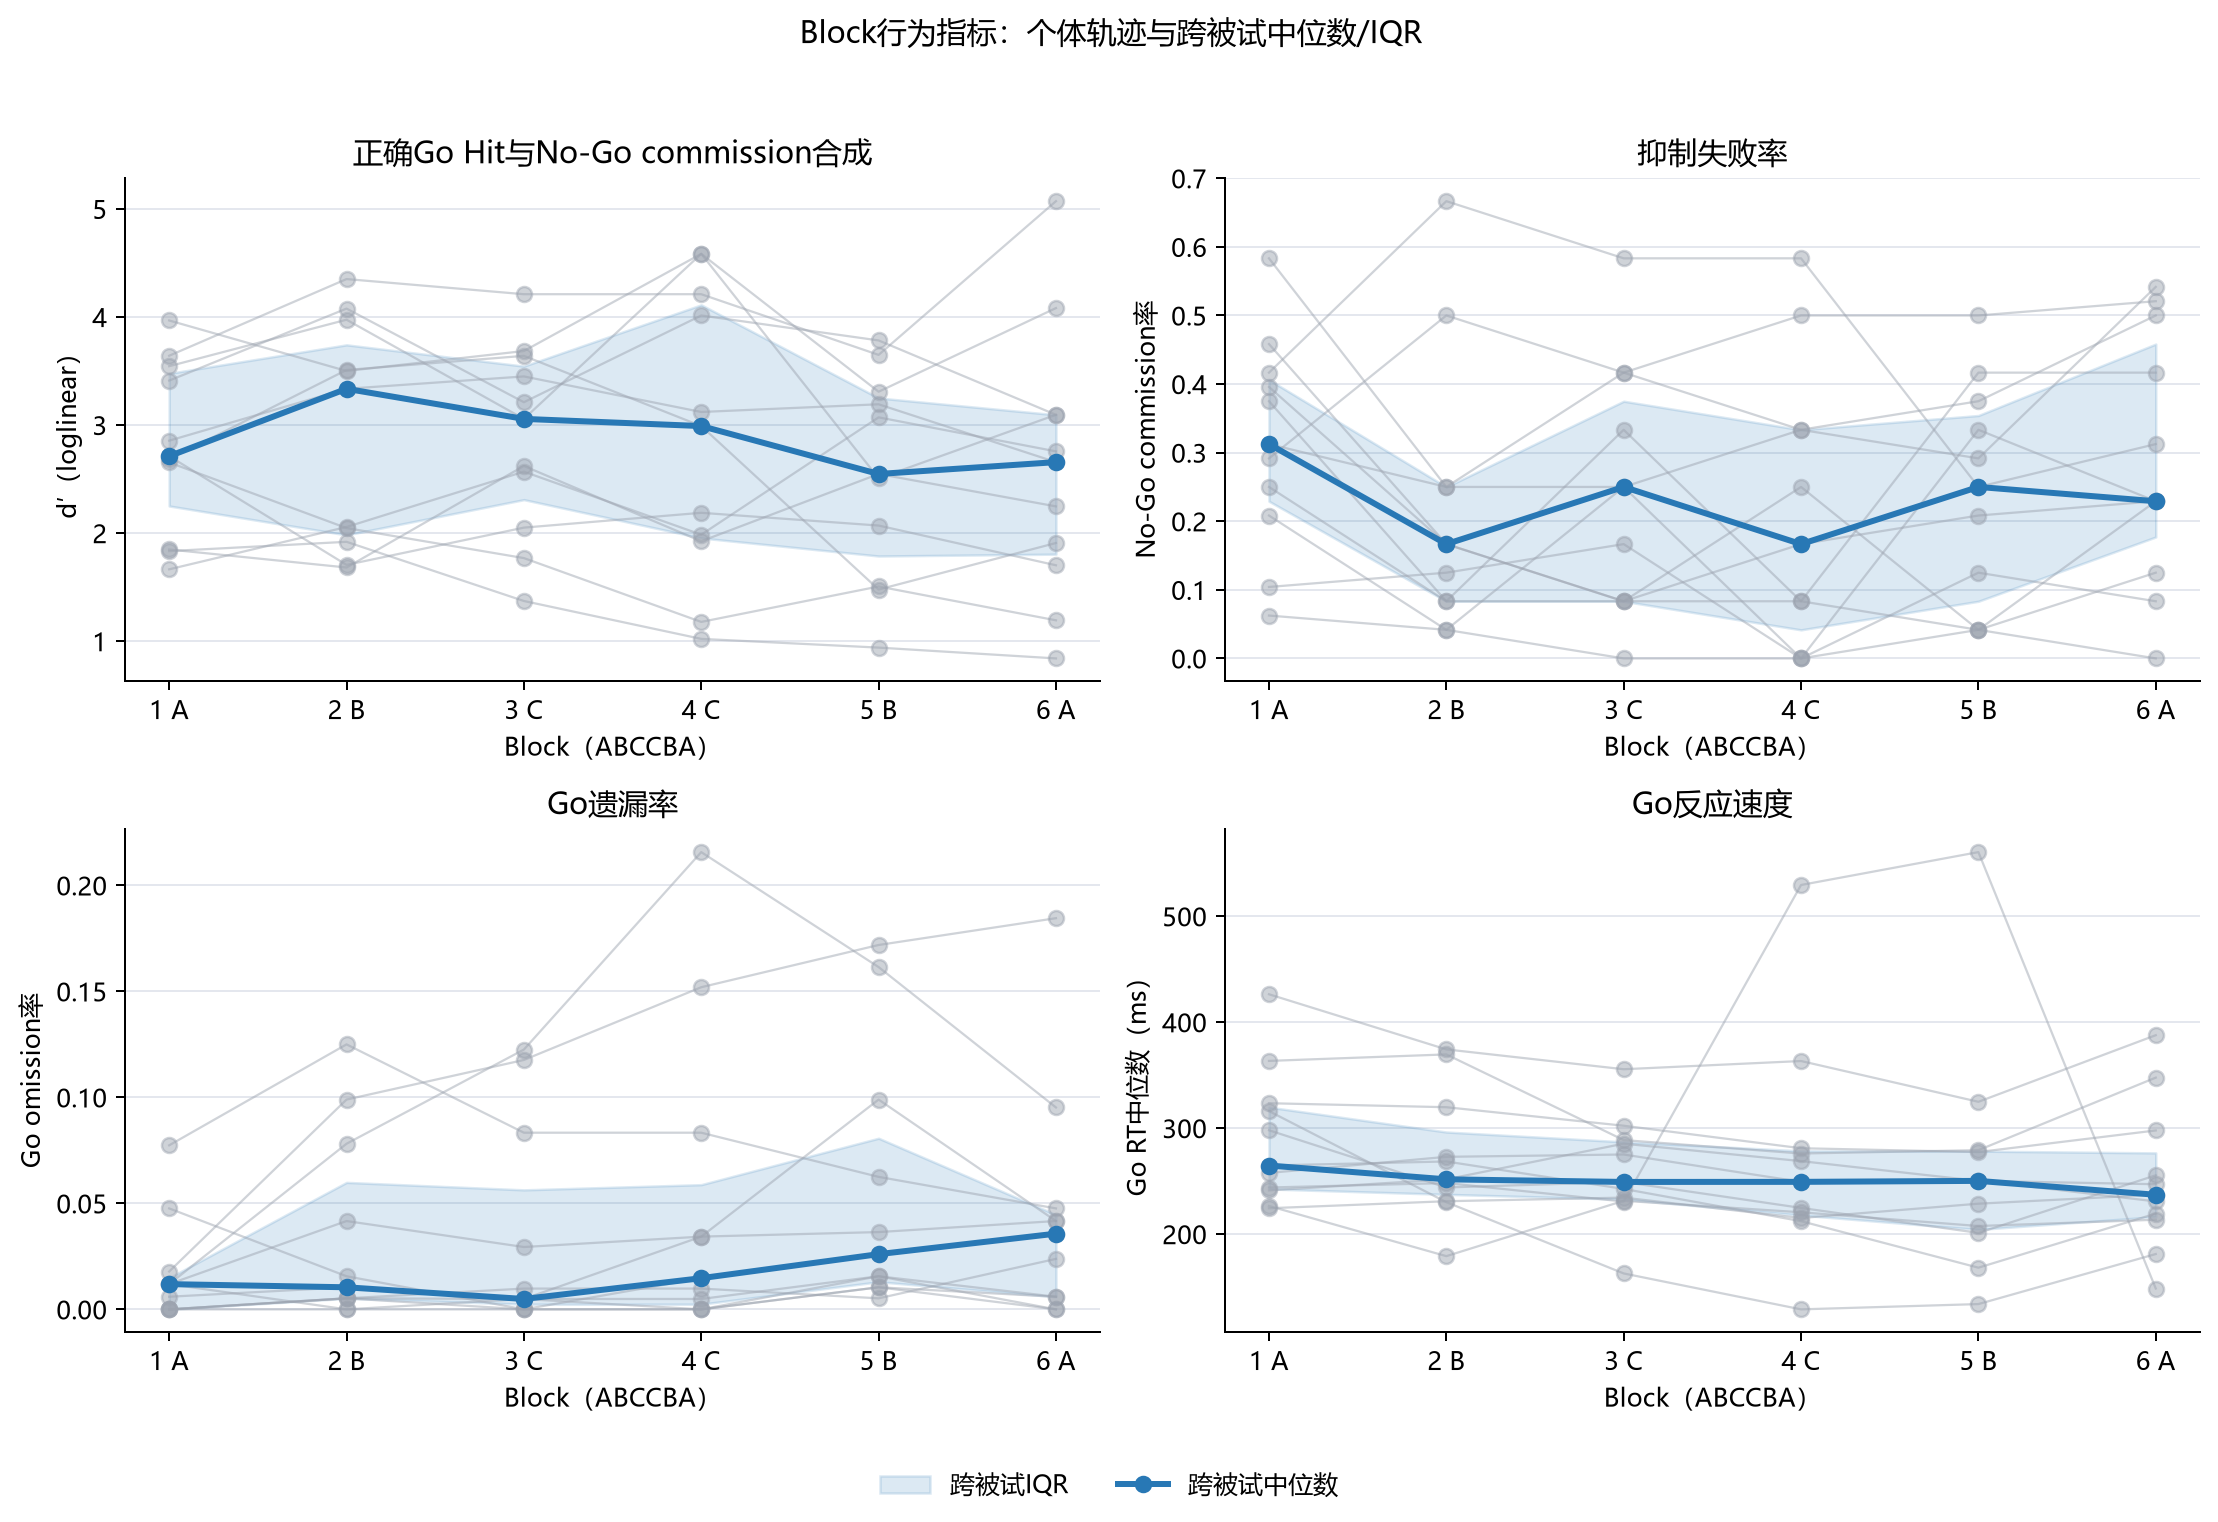 Block行为指标：个体轨迹与跨被试中位数/IQR
正确Go Hit与No-Go commission合成
d′（loglinear）
5
4
3
2
1
1 A
2 B
3 C
4 C
5 B
6 A
Block（ABCCBA）
抑制失败率
No-Go commission率
0.7
0.6
0.5
0.4
0.3
0.2
0.1
0.0
1 A
2 B
3 C
4 C
5 B
6 A
Block（ABCCBA）
Go遗漏率
Go omission率
0.20
0.15
0.10
0.05
0.00
1 A
2 B
3 C
4 C
5 B
6 A
Block（ABCCBA）
Go反应速度
Go RT中位数（ms）
500
400
300
200
1 A
2 B
3 C
4 C
5 B
6 A
Block（ABCCBA）
跨被试IQR
跨被试中位数